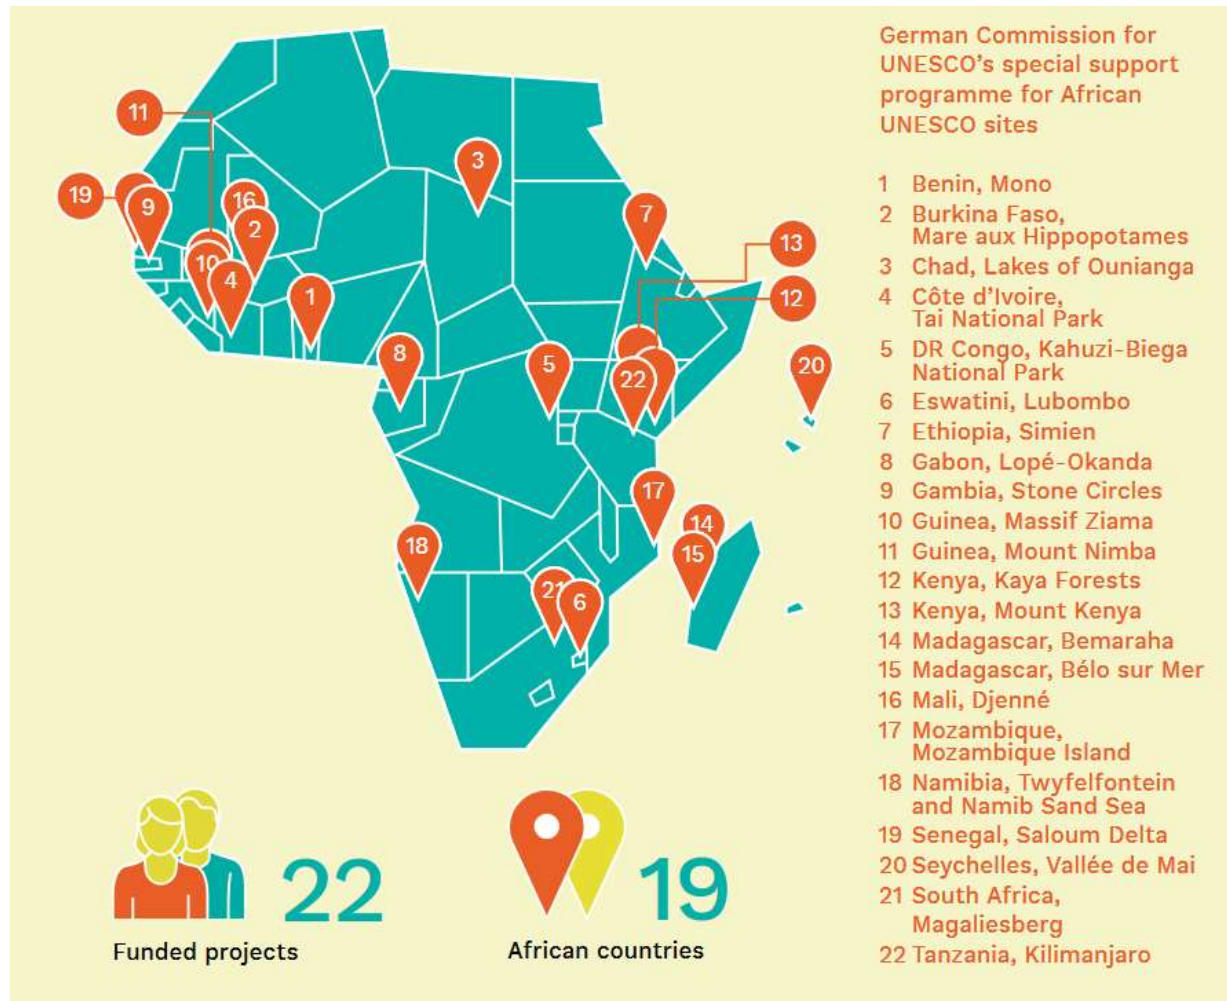 German Commission for
UNESCO's special support
programme for African
UNESCO sites
1 Benin, Mono
2 Burkina Faso,
Mare aux Hippopotames
3 Chad, Lakes of Ounianga
4 Côte d'Ivoire,
Tai National Park
5 DR Congo, Kahuzi-Biega
National Park
6 Eswatini, Lubombo
7 Ethiopia, Simien
8 Gabon, Lopé-Okanda
9 Gambia, Stone Circles
10 Guinea, Massif Ziama
11 Guinea, Mount Nimba
12 Kenya, Kaya Forests
13 Kenya, Mount Kenya
14 Madagascar, Bemaraha
15 Madagascar, Bélo sur Mer
16 Mali, Djenné
17 Mozambique,
Mozambique Island
18 Namibia, Twyfelfontein
and Namib Sand Sea
19 Senegal, Saloum Delta
20 Seychelles, Vallée de Mai
21 South Africa,
Magaliesberg
22 Tanzania, Kilimanjaro
11
3
19
9
16
7
2
13
10
4
1
12
8
5
22
20
17
14
18
15
21
6
22
Funded projects
19
African countries